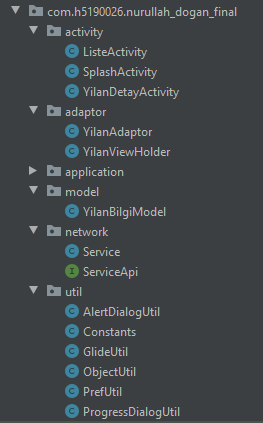 com.h5190026.nurullah_dogan_final
activity
ListeActivity
SplashActivity
YilanDetayActivity
adaptor
YilanAdaptor
YilanViewHolder
application
model
YilanBilgiModel
network
Service
ServiceApi
util
AlertDialogUtil
Constants
GlideUtil
ObjectUtil
PrefUtil
ProgressDialogUtil